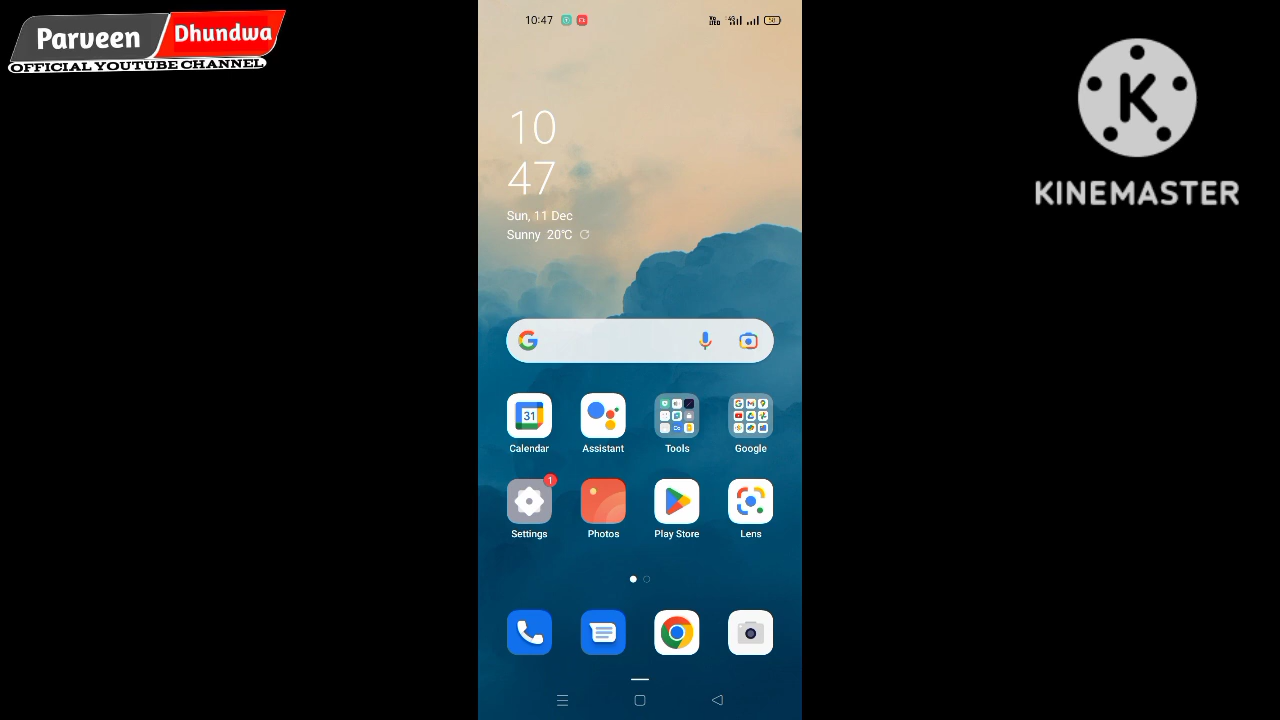 Parveen Dhundwa
OFFICIAL YOUTUBE CHANNEL
K
KINEMASTER
10:47
10
47
Sun, 11 Dec
Sunny 20°C
G
31
Calendar Assistant Tools Google
1
Settings Photos Play Store Lens